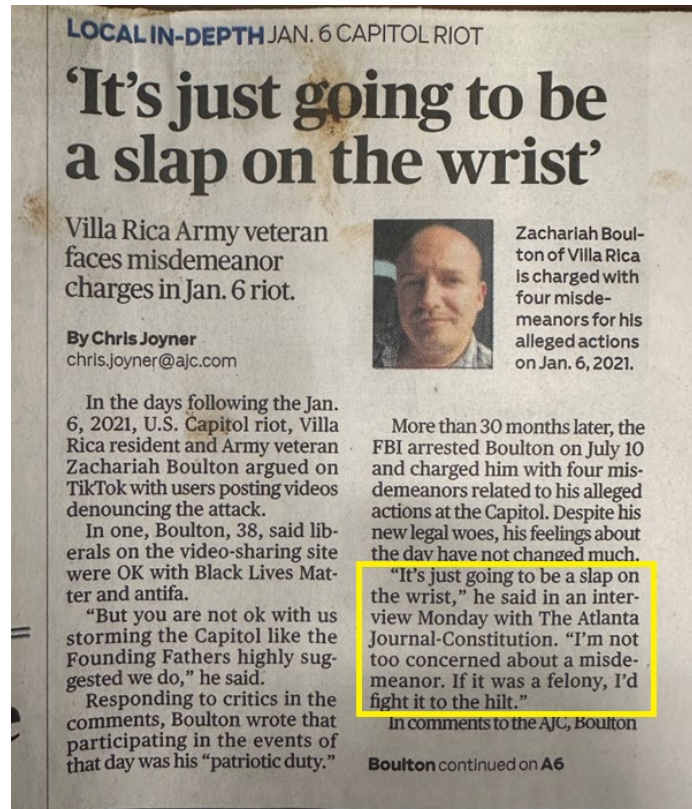 LOCAL IN-DEPTH JAN. 6 CAPITOL RIOT
‘It’s just going to be
a slap on the wrist’
Villa Rica Army veteran
faces misdemeanor
charges in Jan. 6 riot.
By Chris Joyner
chris.joyner@ajc.com
Zachariah Boul-
ton of Villa Rica
is charged with
four misde-
meanors for his
alleged actions
on Jan. 6, 2021.
In the days following the Jan.
6, 2021, U.S. Capitol riot, Villa
Rica resident and Army veteran
Zachariah Boulton argued on
TikTok with users posting videos
denouncing the attack.
In one, Boulton, 38, said lib-
erals on the video-sharing site
were OK with Black Lives Mat-
ter and antifa.
“But you are not ok with us
storming the Capitol like the
Founding Fathers highly sug-
gested we do,” he said.
Responding to critics in the
comments, Boulton wrote that
participating in the events of
that day was his “patriotic duty.”
More than 30 months later, the
FBI arrested Boulton on July 10
and charged him with four mis-
demeanors related to his alleged
actions at the Capitol. Despite his
new legal woes, his feelings about
the day have not changed much.
“It’s just going to be a slap on
the wrist,” he said in an inter-
view Monday with The Atlanta
Journal-Constitution. “I’m not
too concerned about a misde-
meanor. If it was a felony, I’d
fight it to the hilt.”
In comments to the AJC, Boulton
Boulton continued on A6